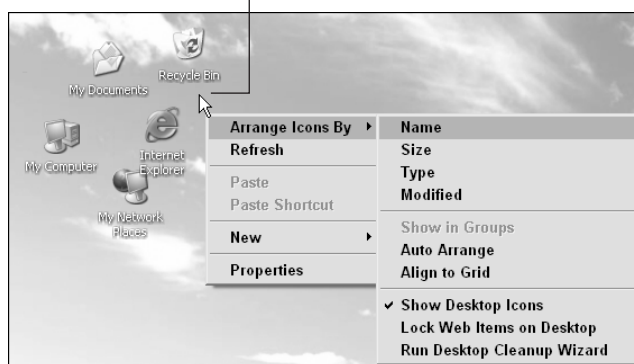 Recycle Bin
My Documents
Internet
Explorer
My Computer
My Network
Places
Arrange Icons By
Refresh
Paste
Paste Shortcut
New
Properties
Name
Size
Type
Modified
Show in Groups
Auto Arrange
Align to Grid
Show Desktop Icons
Lock Web Items on Desktop
Run Desktop Cleanup Wizard